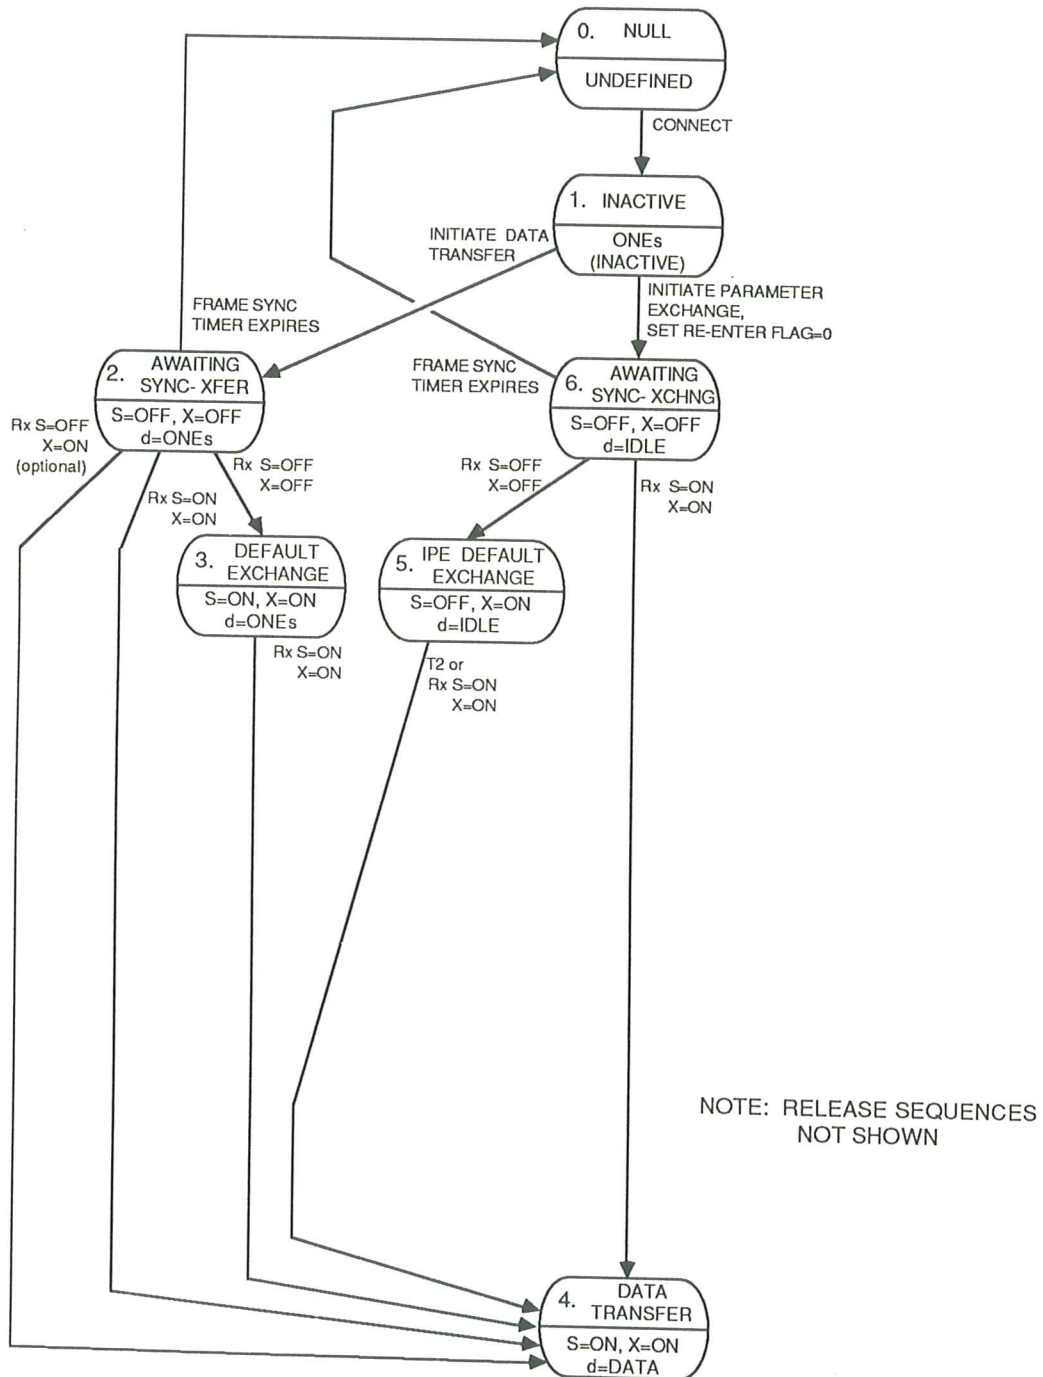 0. NULL
UNDEFINED
CONNECT
1. INACTIVE
ONEs
(INACTIVE)
INITIATE DATA
TRANSFER
INITIATE PARAMETER
EXCHANGE,
SET RE-ENTER FLAG=0
FRAME SYNC
TIMER EXPIRES
FRAME SYNC
TIMER EXPIRES
2. AWAITING
SYNC- XFER
S=OFF, X=OFF
d=ONEs
6. AWAITING
SYNC- XCHNG
S=OFF, X=OFF
d=IDLE
Rx S=OFF
X=ON
(optional)
Rx S=ON
X=ON
Rx S=OFF
X=OFF
Rx S=OFF
X=OFF
Rx S=ON
X=ON
3. DEFAULT
EXCHANGE
S=ON, X=ON
d=ONEs
5. IPE DEFAULT
EXCHANGE
S=OFF, X=ON
d=IDLE
Rx S=ON
X=ON
T2 or
Rx S=ON
X=ON
NOTE: RELEASE SEQUENCES
NOT SHOWN
4. DATA
TRANSFER
S=ON, X=ON
d=DATA